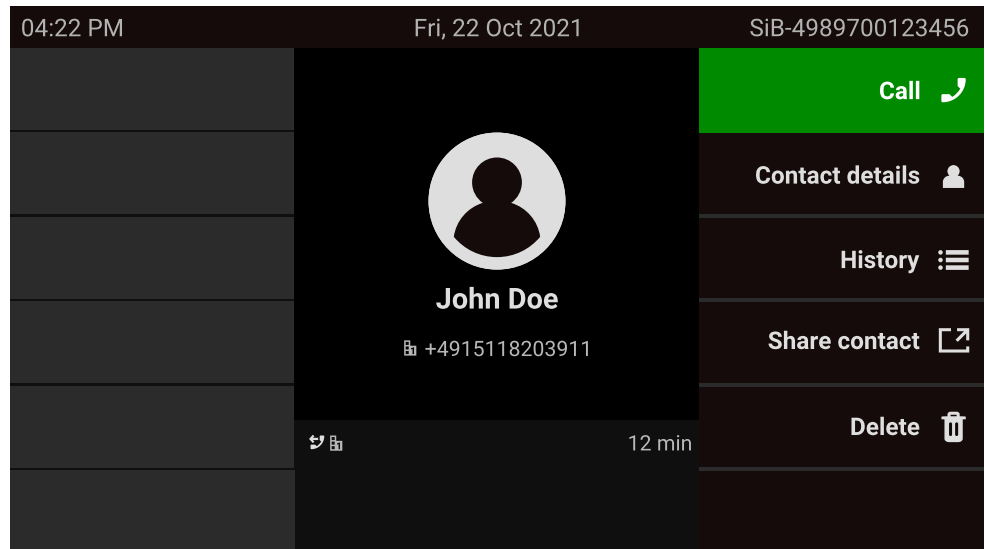 04:22 PM
Fri, 22 Oct 2021
SiB-4989700123456
Call
Contact details
History
Share contact
Delete
John Doe
+4915118203911
12 min